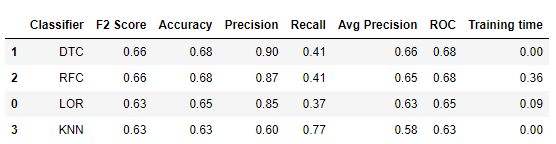 Classifier F2 Score Accuracy Precision Recall Avg Precision ROC Training time
1 DTC 0.66 0.68 0.90 0.41 0.66 0.68 0.00
2 RFC 0.66 0.68 0.87 0.41 0.65 0.68 0.36
0 LOR 0.63 0.65 0.85 0.37 0.63 0.65 0.09
3 KNN 0.63 0.63 0.60 0.77 0.58 0.63 0.00